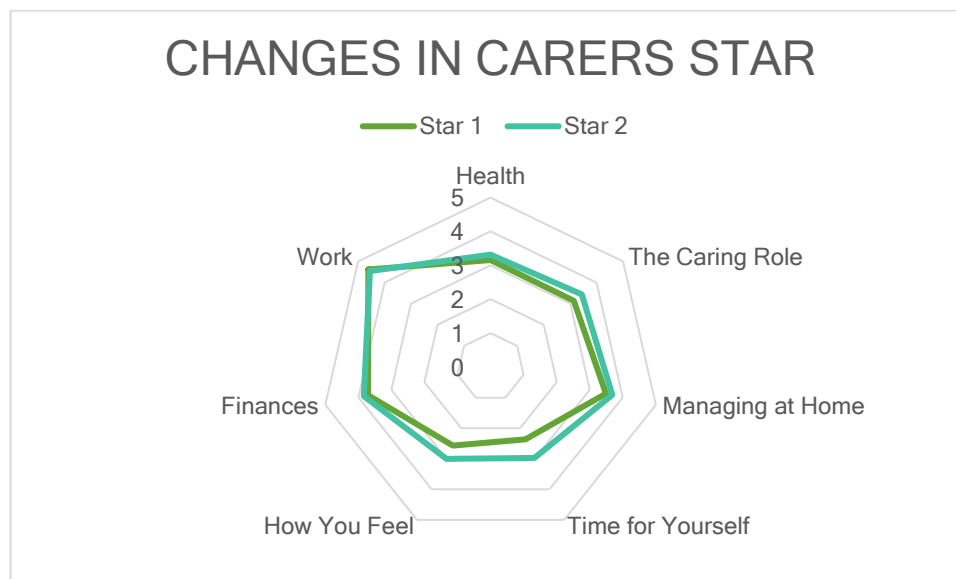 CHANGES IN CARERS STAR
Star 1 Star 2
Health
5
4
Work
The Caring Role
3
2
1
0
Finances
Managing at Home
How You Feel
Time for Yourself